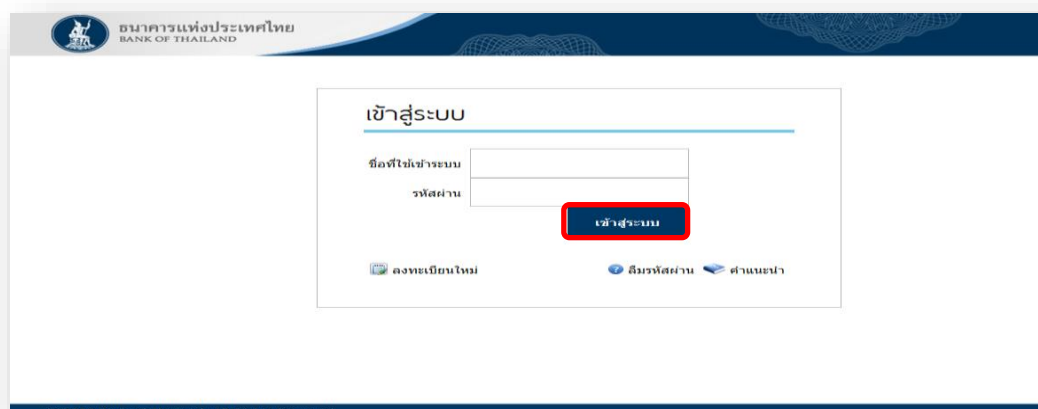 ธนาคารแห่งประเทศไทย
BANK OF THAILAND
เข้าสู่ระบบ
ชื่อที่ใช้เข้าระบบ
รหัสผ่าน
เข้าสู่ระบบ
ลงทะเบียนใหม่ ลืมรหัสผ่าน คำแนะนำ